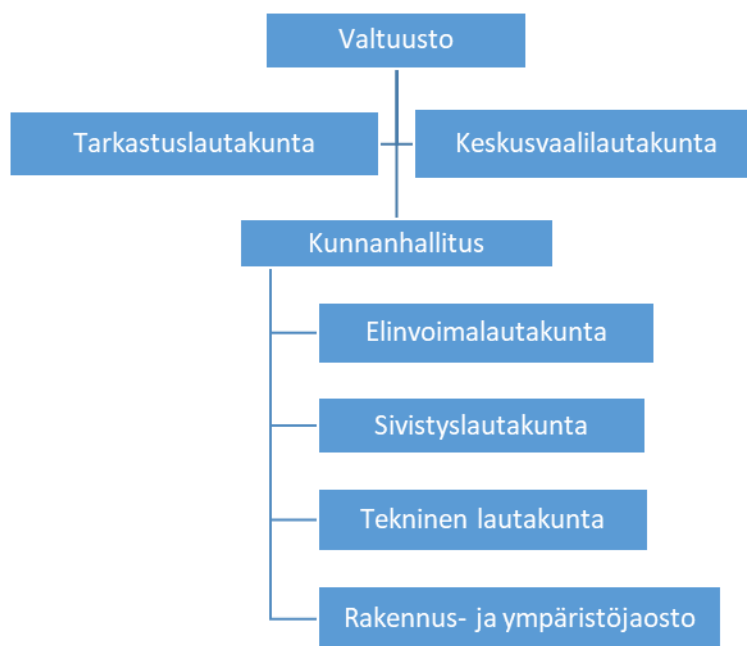 Valtuusto
Tarkastuslautakunta
Keskusvaalilautakunta
Kunnanhallitus
Elinvoimalautakunta
Sivistyslautakunta
Tekninen lautakunta
Rakennus- ja ympäristöjaosto